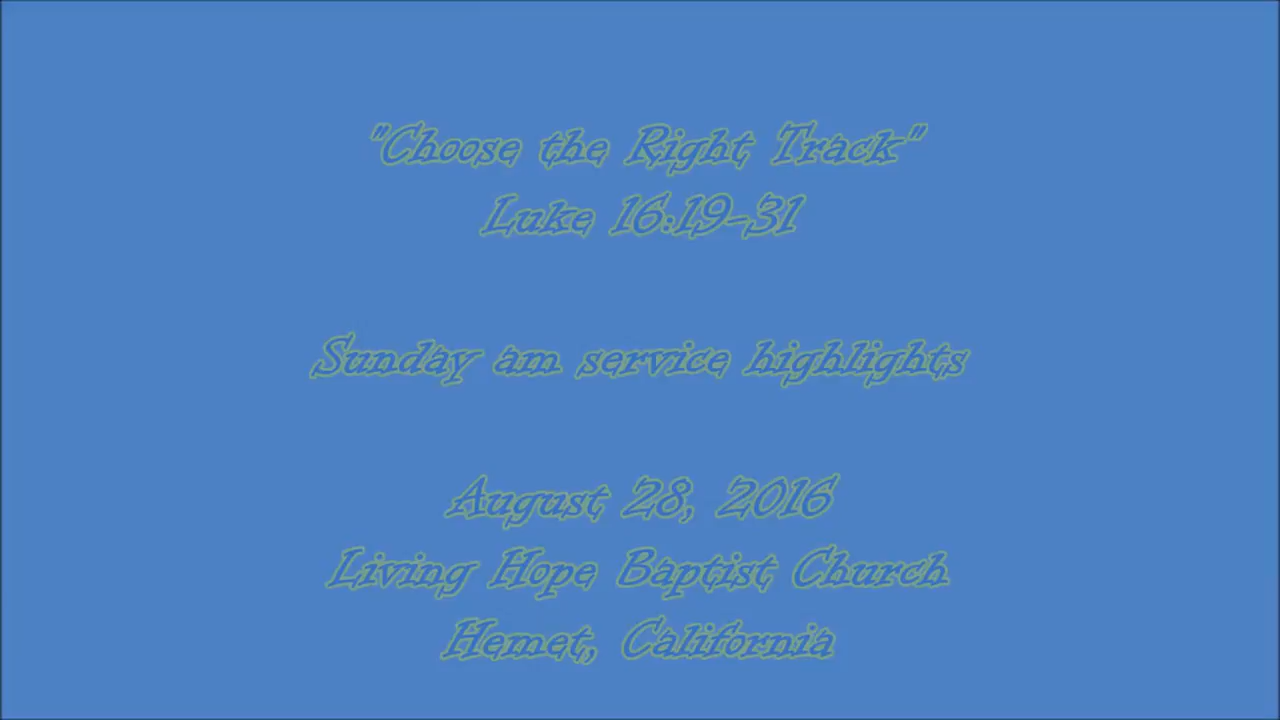 "Choose the Right Track"
Luke 16:19-31
Sunday am service highlights
August 28, 2016
Living Hope Baptist Church
Hemet, California